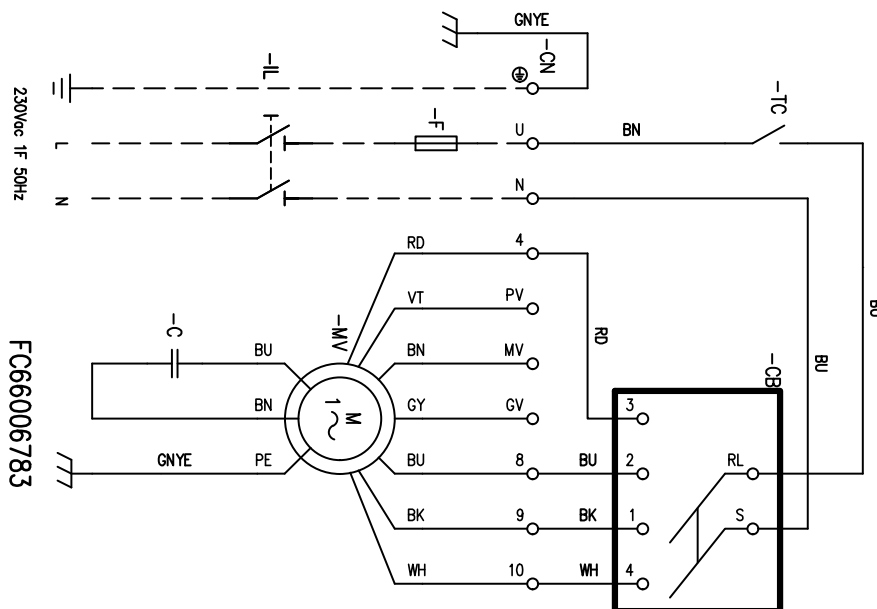 GNYE
-CN
-IL
-TC
-F
U
BN
230Vac 1F 50Hz
L
N
N
RD
4
VT
PV
-MV
-C
BU
BN
MV
RD
BU
-CB
M
1
BN
GY
GV
3
FC66006783
GNYE
PE
BU
8
BU
2
RL
BK
9
BK
1
S
WH
10
WH
4